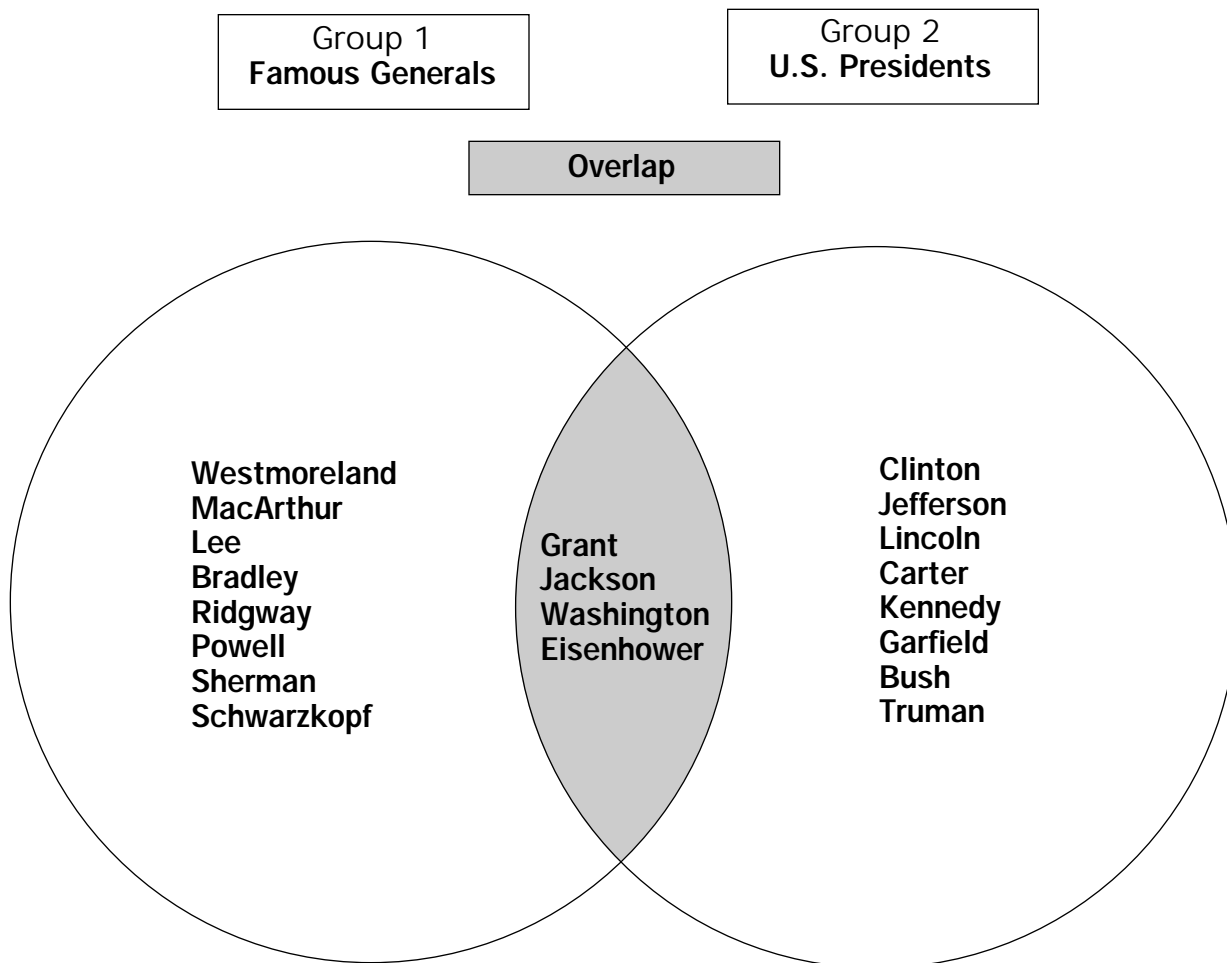 Group 1
Famous Generals
Group 2
U.S. Presidents
Overlap
Westmoreland
MacArthur
Lee
Bradley
Ridgway
Powell
Sherman
Schwarzkopf
Grant
Jackson
Washington
Eisenhower
Clinton
Jefferson
Lincoln
Carter
Kennedy
Garfield
Bush
Truman